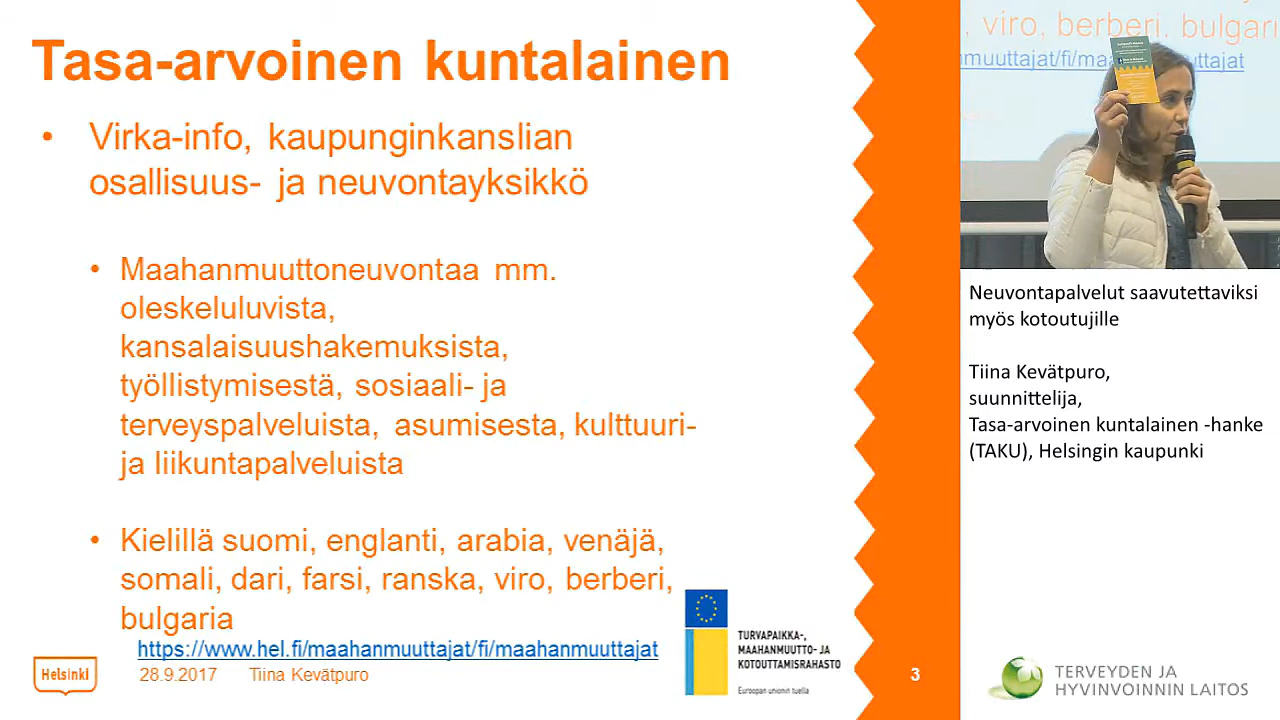 Tasa-arvoinen kuntalainen
• Virka-info, kaupunginkanslian
osallisuus- ja neuvontayksikkö
• Maahanmuuttoneuvontaa mm.
oleskeluluvista,
kansalaisuushakemuksista,
työllistymisestä, sosiaali- ja
terveyspalveluista, asumisesta, kulttuuri-
ja liikuntapalveluista
• Kielillä suomi, englanti, arabia, venäjä,
somali, dari, farsi, ranska, viro, berberi,
bulgaria
https://www.hel.fi/maahanmuuttajat/fi/maahanmuuttajat
Helsinki
28.9.2017 Tiina Kevätpuro
TURVAPAIKKA-,
MAAHANMUUTTO- JA
KOTOUTTAMISRAHASTO
Euroopan unionin tuella
3
, viro, berberi. bulgari
muuttajat/fi/maa uttajat
Neuvontapalvelut saavutettaviksi
myös kotoutujille
Tiina Kevätpuro,
suunnittelija,
Tasa-arvoinen kuntalainen -hanke
(TAKU), Helsingin kaupunki
TERVEYDEN JA
HYVINVOINNIN LAITOS